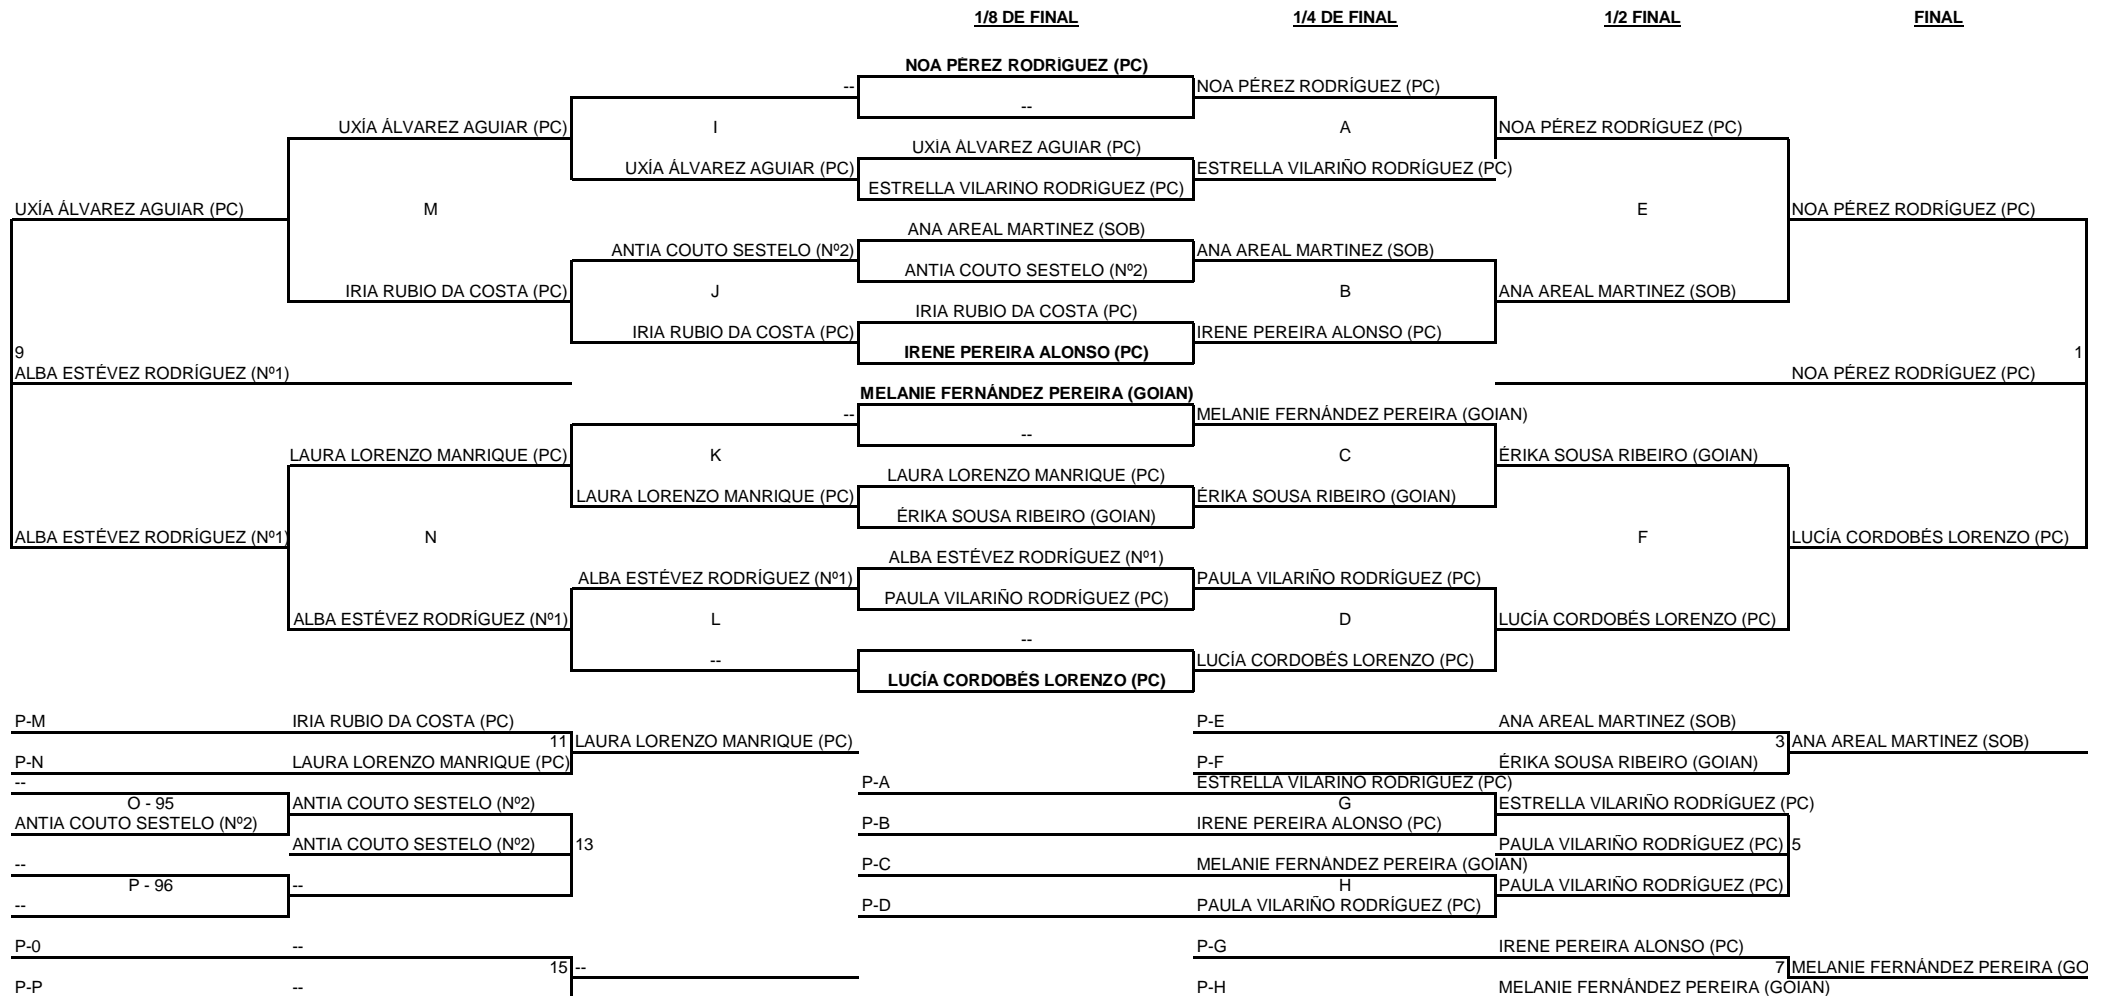 1/8 DE FINAL 1/4 DE FINAL 1/2 FINAL FINAL
NOA PÉREZ RODRÍGUEZ (PC)
-- NOA PÉREZ RODRÍGUEZ (PC)
--
UXÍA ÁLVAREZ AGUIAR (PC) I A NOA PÉREZ RODRÍGUEZ (PC)
UXÍA ÁLVAREZ AGUIAR (PC)
UXÍA ÁLVAREZ AGUIAR (PC) ESTRELLA VILARIÑO RODRÍGUEZ (PC)
ESTRELLA VILARIÑO RODRÍGUEZ (PC)
UXÍA ÁLVAREZ AGUIAR (PC) M E NOA PÉREZ RODRÍGUEZ (PC)
ANA AREAL MARTINEZ (SOB)
ANTIA COUTO SESTELO (Nº2) ANA AREAL MARTINEZ (SOB)
ANTIA COUTO SESTELO (Nº2)
IRIA RUBIO DA COSTA (PC) J B ANA AREAL MARTINEZ (SOB)
IRIA RUBIO DA COSTA (PC)
IRIA RUBIO DA COSTA (PC) IRENE PEREIRA ALONSO (PC)
9 IRENE PEREIRA ALONSO (PC) 1
ALBA ESTÉVEZ RODRÍGUEZ (Nº1) NOA PÉREZ RODRÍGUEZ (PC)
MELANIE FERNÁNDEZ PEREIRA (GOIAN)
-- MELANIE FERNÁNDEZ PEREIRA (GOIAN)
--
LAURA LORENZO MANRIQUE (PC) K C ÉRIKA SOUSA RIBEIRO (GOIAN)
LAURA LORENZO MANRIQUE (PC)
LAURA LORENZO MANRIQUE (PC) ÉRIKA SOUSA RIBEIRO (GOIAN)
ÉRIKA SOUSA RIBEIRO (GOIAN)
ALBA ESTÉVEZ RODRÍGUEZ (Nº1) N F LUCÍA CORDOBÉS LORENZO (PC)
ALBA ESTÉVEZ RODRÍGUEZ (Nº1)
ALBA ESTÉVEZ RODRÍGUEZ (Nº1) PAULA VILARIÑO RODRÍGUEZ (PC)
PAULA VILARIÑO RODRÍGUEZ (PC)
ALBA ESTÉVEZ RODRÍGUEZ (Nº1) L D LUCÍA CORDOBÉS LORENZO (PC)
--
-- LUCÍA CORDOBÉS LORENZO (PC)
LUCÍA CORDOBÉS LORENZO (PC)
P-M IRIA RUBIO DA COSTA (PC) P-E ANA AREAL MARTINEZ (SOB)
11 LAURA LORENZO MANRIQUE (PC) 3 ANA AREAL MARTINEZ (SOB)
P-N LAURA LORENZO MANRIQUE (PC) P-F ÉRIKA SOUSA RIBEIRO (GOIAN)
-- P-A ESTRELLA VILARIÑO RODRÍGUEZ (PC)
O - 95 ANTIA COUTO SESTELO (Nº2) G ESTRELLA VILARIÑO RODRÍGUEZ (PC)
ANTIA COUTO SESTELO (Nº2) P-B IRENE PEREIRA ALONSO (PC)
ANTIA COUTO SESTELO (Nº2) 13 PAULA VILARIÑO RODRÍGUEZ (PC) 5
-- P-C MELANIE FERNÁNDEZ PEREIRA (GOIAN)
P - 96 -- H PAULA VILARIÑO RODRÍGUEZ (PC)
-- P-D PAULA VILARIÑO RODRÍGUEZ (PC)
P-0 -- P-G IRENE PEREIRA ALONSO (PC)
15 -- 7 MELANIE FERNÁNDEZ PEREIRA (GO
P-P -- P-H MELANIE FERNÁNDEZ PEREIRA (GOIAN)